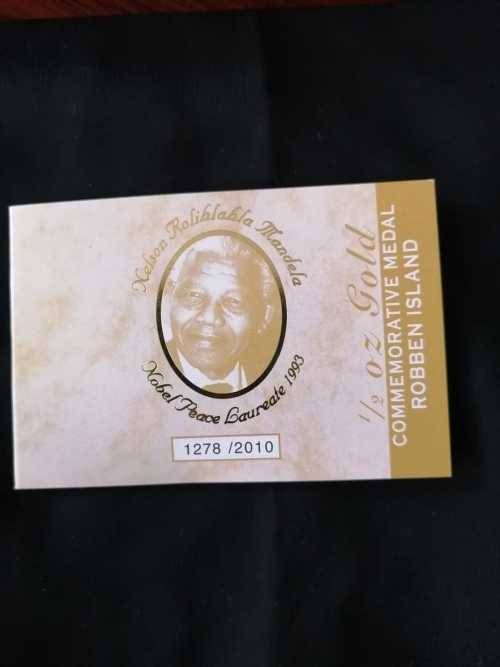 Nelson Rolihlahla Mandela
Nobel Peace Laureate 1993
1278 /2010
1/2 oz Gold
COMMEMORATIVE MEDAL
ROBBEN ISLAND